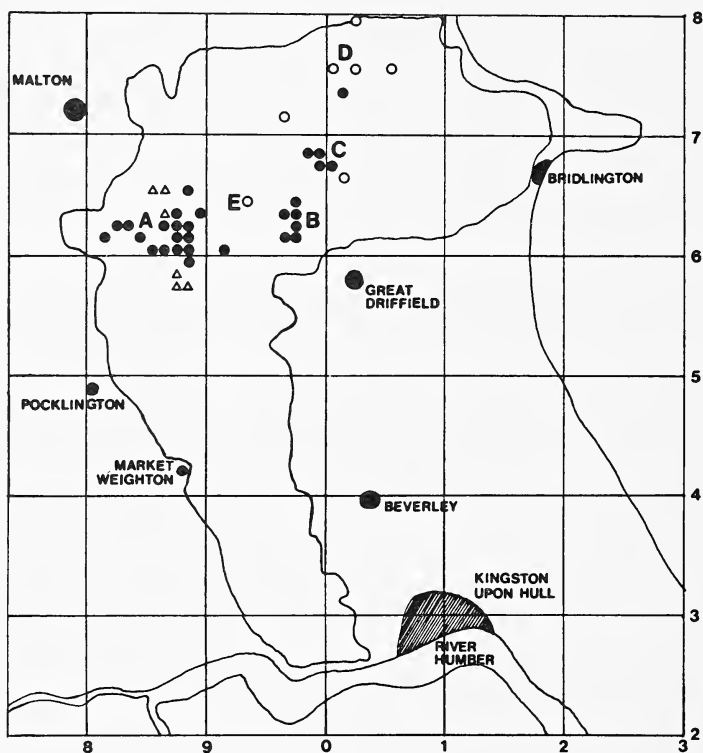 8
D
MALTON
7
C
BRIDLINGTON
E
A
B
6
GREAT
DRIFFIELD
5
POCKLINGTON
MARKET
WEIGHTON
4
BEVERLEY
KINGSTON
UPON HULL
3
RIVER
HUMBER
2
8
9
0
1
2
3